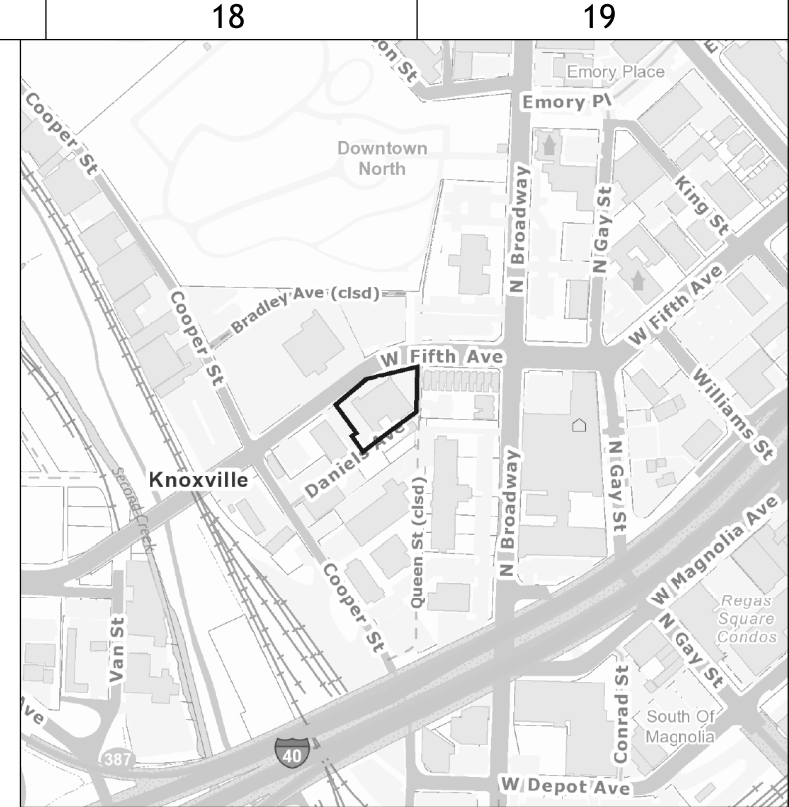 18
19
Emory Place
Emory Pl
Cooper St
Downtown
North
King St
N Broadway
N Gay St
Bradley Ave (clsd)
W Fifth Ave
Cooper St
W Fifth Ave
Williams St
Daniels Ave
Knoxville
Second Creek
N Gay St
Queen St (clsd)
N Broadway
W Magnolia Ave
Cooper St
Regas
Square
Condos
N Gay St
Van St
Conrad St
South Of
Magnolia
Ave
387
40
W Depot Ave